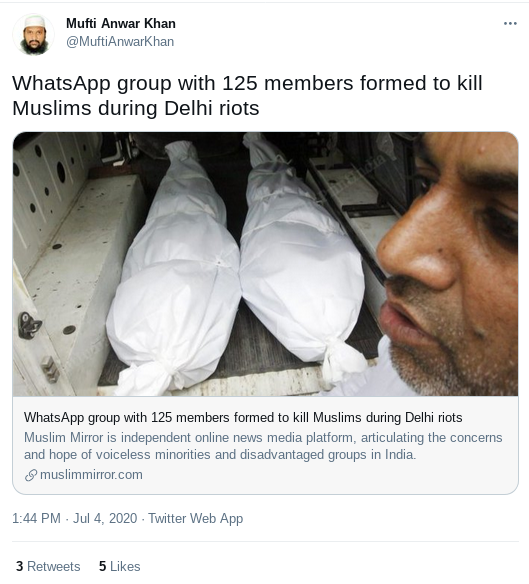 Mufti Anwar Khan
@MuftiAnwarKhan
WhatsApp group with 125 members formed to kill
Muslims during Delhi riots
WhatsApp group with 125 members formed to kill Muslims during Delhi riots
Muslim Mirror is independent online news media platform, articulating the concerns
and hope of voiceless minorities and disadvantaged groups in India.
muslimmirror.com
1:44 PM · Jul 4, 2020 · Twitter Web App
3 Retweets 5 Likes